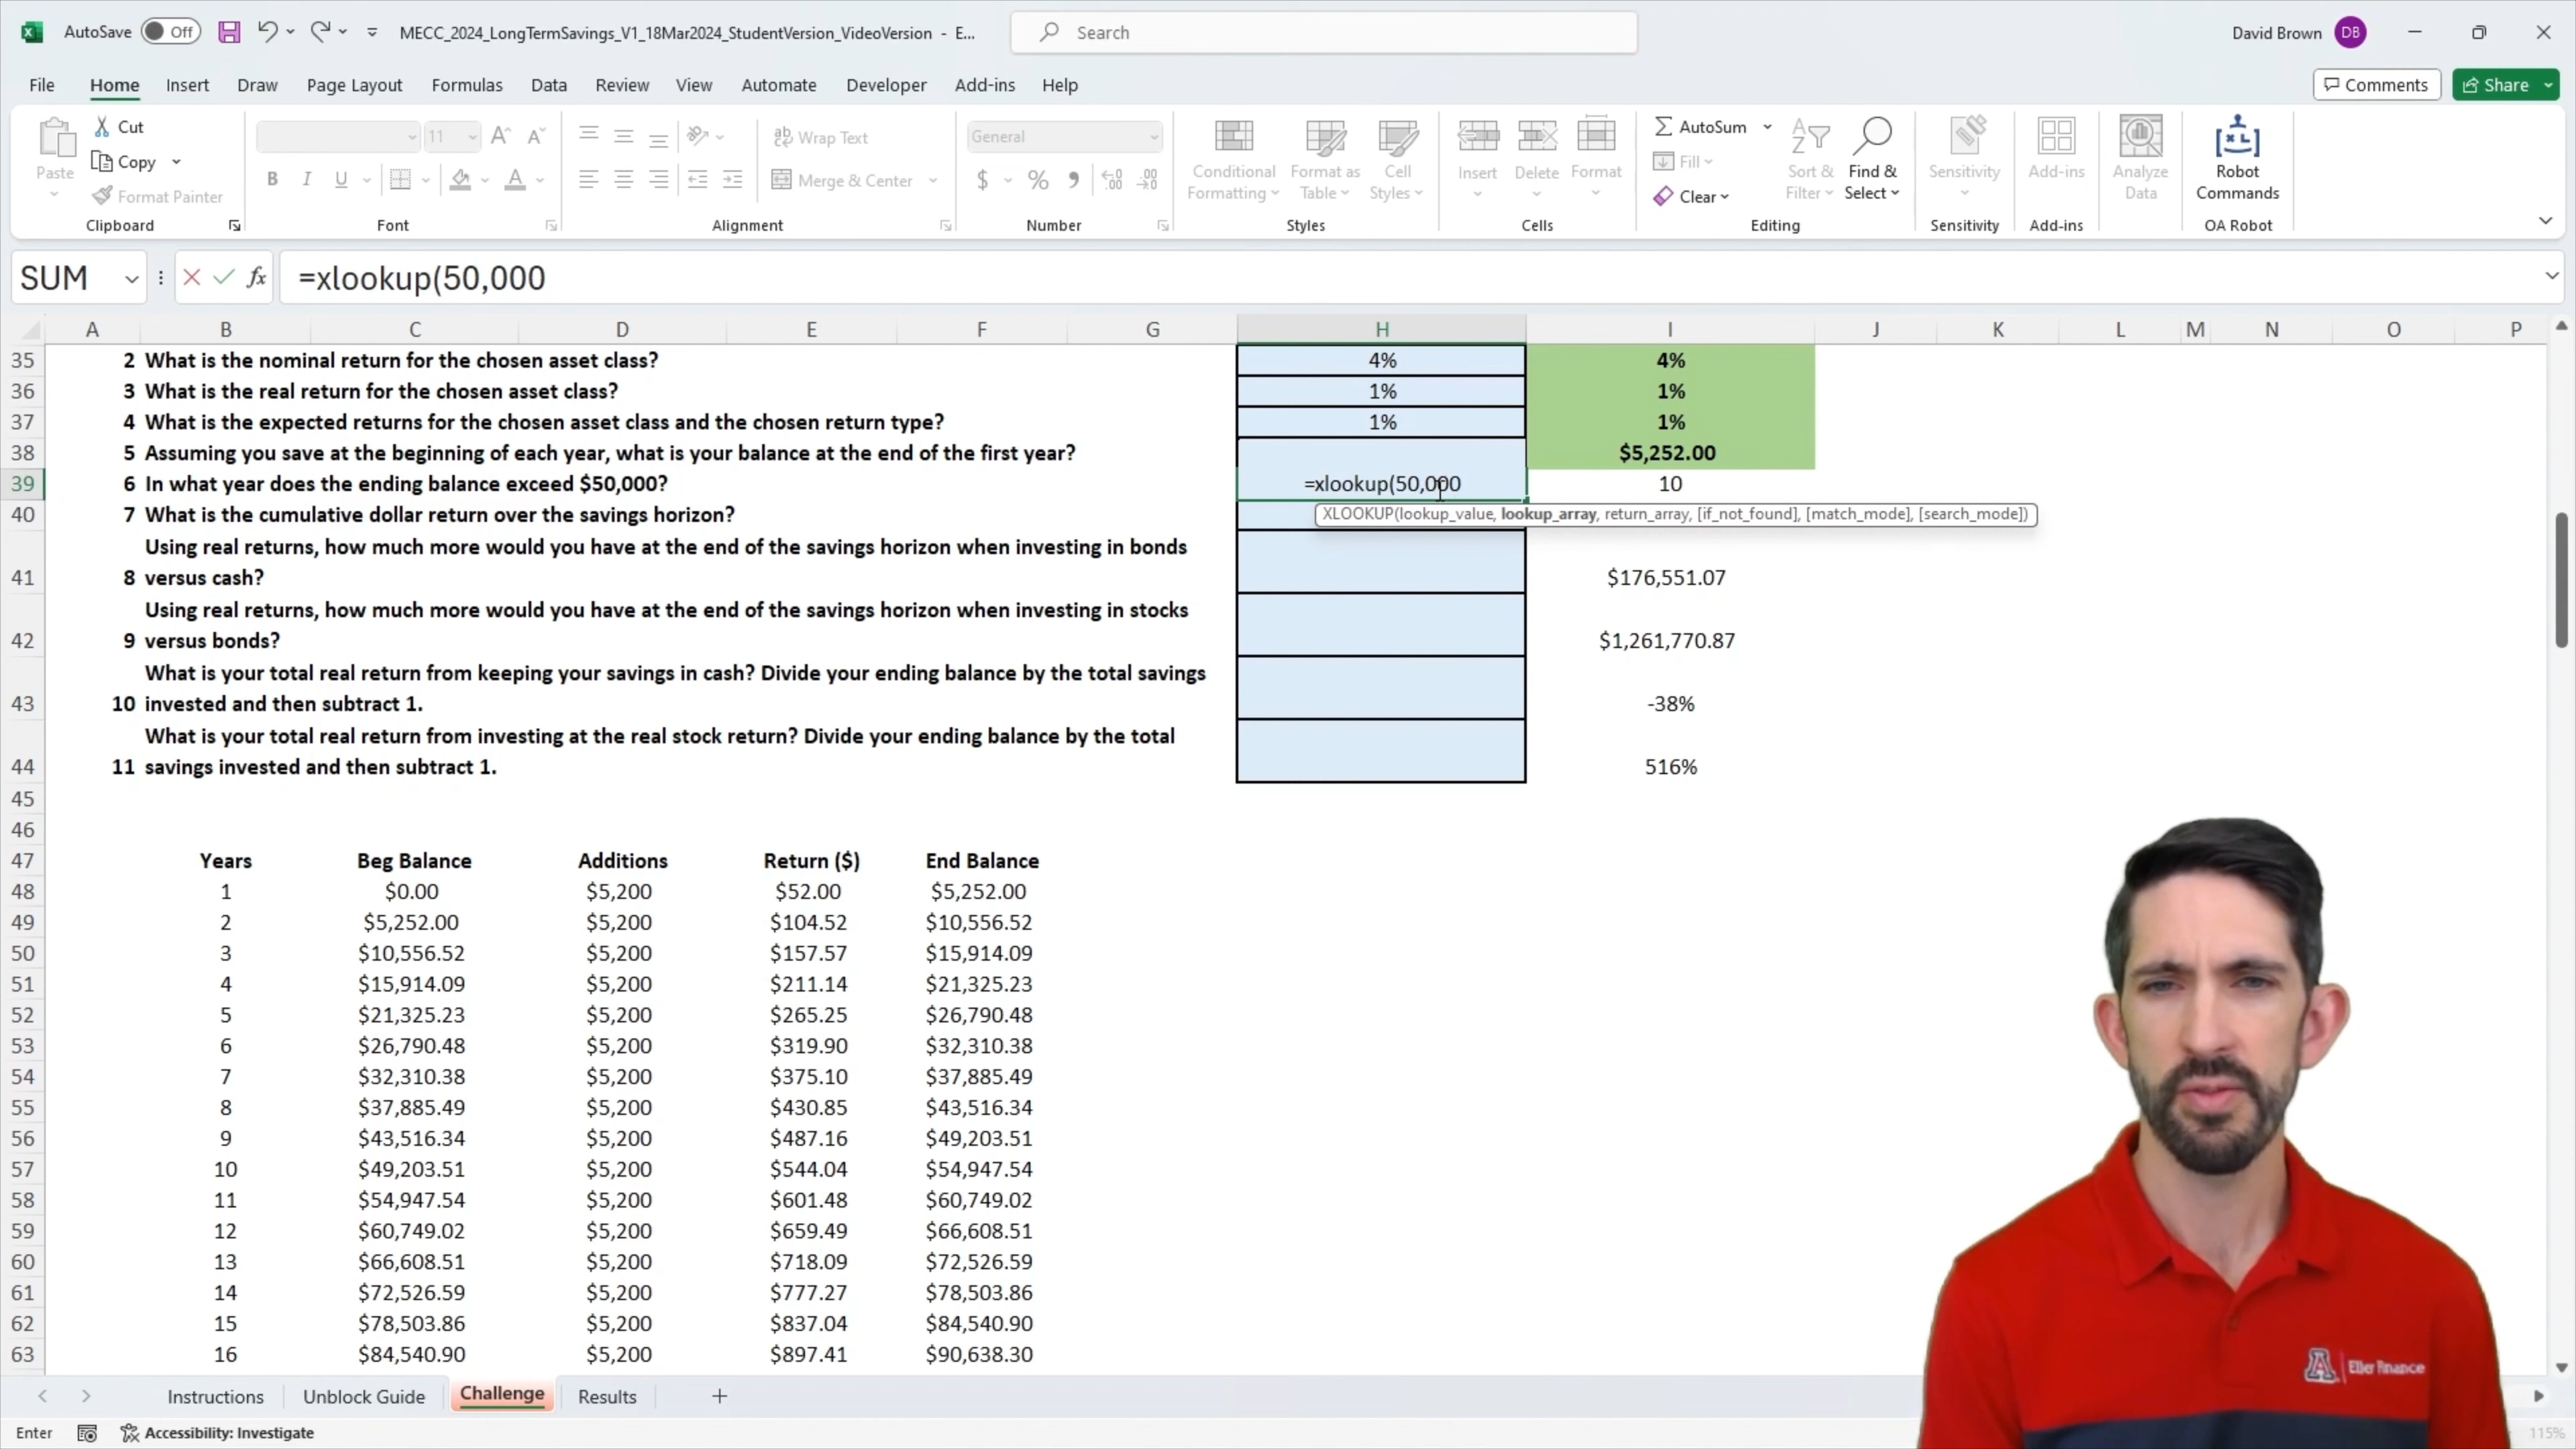 AutoSave Off MECC_2024_LongTermSavings_V1_18Mar2024_StudentVersion_VideoVersion - E... Search David Brown DB
File Home Insert Draw Page Layout Formulas Data Review View Automate Developer Add-ins Help Comments Share
Paste Cut Copy Format Painter Clipboard
11 B I U Font
Wrap Text Merge & Center Alignment
General $ % Number
Conditional Formatting Format as Table Cell Styles Styles
Insert Delete Format Cells
AutoSum Fill Clear Sort & Filter Find & Select Editing
Sensitivity Sensitivity
Add-ins Add-ins
Analyze Data
Robot Commands OA Robot
SUM fx =xlookup(50,000
A B C D E F G H I J K L M N O P
35 2 What is the nominal return for the chosen asset class? 4% 4%
36 3 What is the real return for the chosen asset class? 1% 1%
37 4 What is the expected returns for the chosen asset class and the chosen return type? 1% 1%
38 5 Assuming you save at the beginning of each year, what is your balance at the end of the first year? $5,252.00
39 6 In what year does the ending balance exceed $50,000? =xlookup(50,000 10
40 7 What is the cumulative dollar return over the savings horizon? XLOOKUP(lookup_value, lookup_array, return_array, [if_not_found], [match_mode], [search_mode])
Using real returns, how much more would you have at the end of the savings horizon when investing in bonds
41 8 versus cash? $176,551.07
Using real returns, how much more would you have at the end of the savings horizon when investing in stocks
42 9 versus bonds? $1,261,770.87
What is your total real return from keeping your savings in cash? Divide your ending balance by the total savings
43 10 invested and then subtract 1. -38%
What is your total real return from investing at the real stock return? Divide your ending balance by the total
44 11 savings invested and then subtract 1. 516%
45
46
47 Years Beg Balance Additions Return ($) End Balance
48 1 $0.00 $5,200 $52.00 $5,252.00
49 2 $5,252.00 $5,200 $104.52 $10,556.52
50 3 $10,556.52 $5,200 $157.57 $15,914.09
51 4 $15,914.09 $5,200 $211.14 $21,325.23
52 5 $21,325.23 $5,200 $265.25 $26,790.48
53 6 $26,790.48 $5,200 $319.90 $32,310.38
54 7 $32,310.38 $5,200 $375.10 $37,885.49
55 8 $37,885.49 $5,200 $430.85 $43,516.34
56 9 $43,516.34 $5,200 $487.16 $49,203.51
57 10 $49,203.51 $5,200 $544.04 $54,947.54
58 11 $54,947.54 $5,200 $601.48 $60,749.02
59 12 $60,749.02 $5,200 $659.49 $66,608.51
60 13 $66,608.51 $5,200 $718.09 $72,526.59
61 14 $72,526.59 $5,200 $777.27 $78,503.86
62 15 $78,503.86 $5,200 $837.04 $84,540.90
63 16 $84,540.90 $5,200 $897.41 $90,638.30
A Eller Finance
Instructions Unblock Guide Challenge Results
Enter Accessibility: Investigate 115%